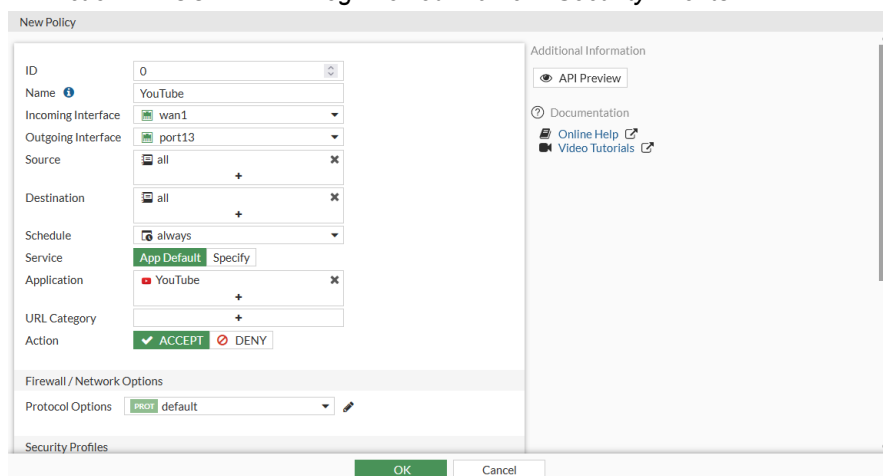 New Policy
ID 0
Name YouTube
Incoming Interface wan1
Outgoing Interface port13
Source all
+
Destination all
+
Schedule always
Service App Default Specify
Application YouTube
+
URL Category +
Action ACCEPT DENY
Firewall / Network Options
Protocol Options PROT default
Security Profiles
OK Cancel
Additional Information
API Preview
Documentation
Online Help
Video Tutorials